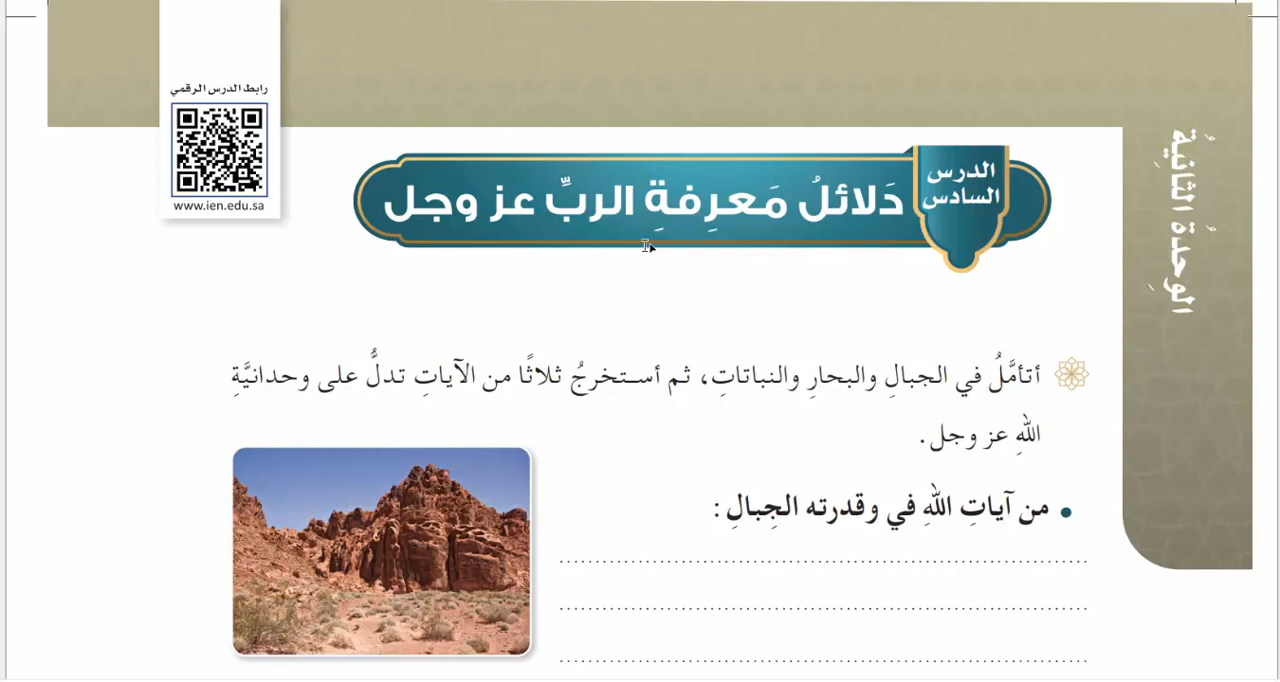 رابط الدرس الرقمي
www.ien.edu.sa
الوحدةُ الثانيةُ
الدرس
السادس
دَلائلُ مَعرِفةِ الربِّ عز وجل
أتأمَّلُ في الجبالِ والبحارِ والنباتاتِ، ثم أستخرجُ ثلاثًا من الآياتِ تدلُّ على وحدانيَّةِ
اللهِ عز وجل.
• من آياتِ اللهِ في وقدرته الجِبالِ :